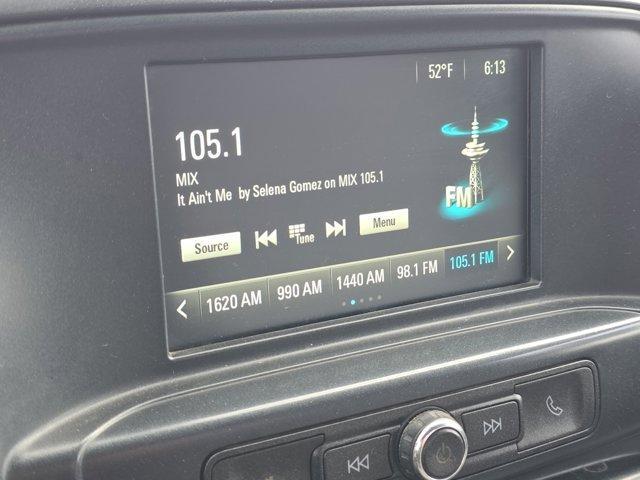 52°F 6:13
105.1
MIX
It Ain't Me by Selena Gomez on MIX 105.1
FM
Source Tune Menu
1620 AM 990 AM 1440 AM 98.1 FM 105.1 FM